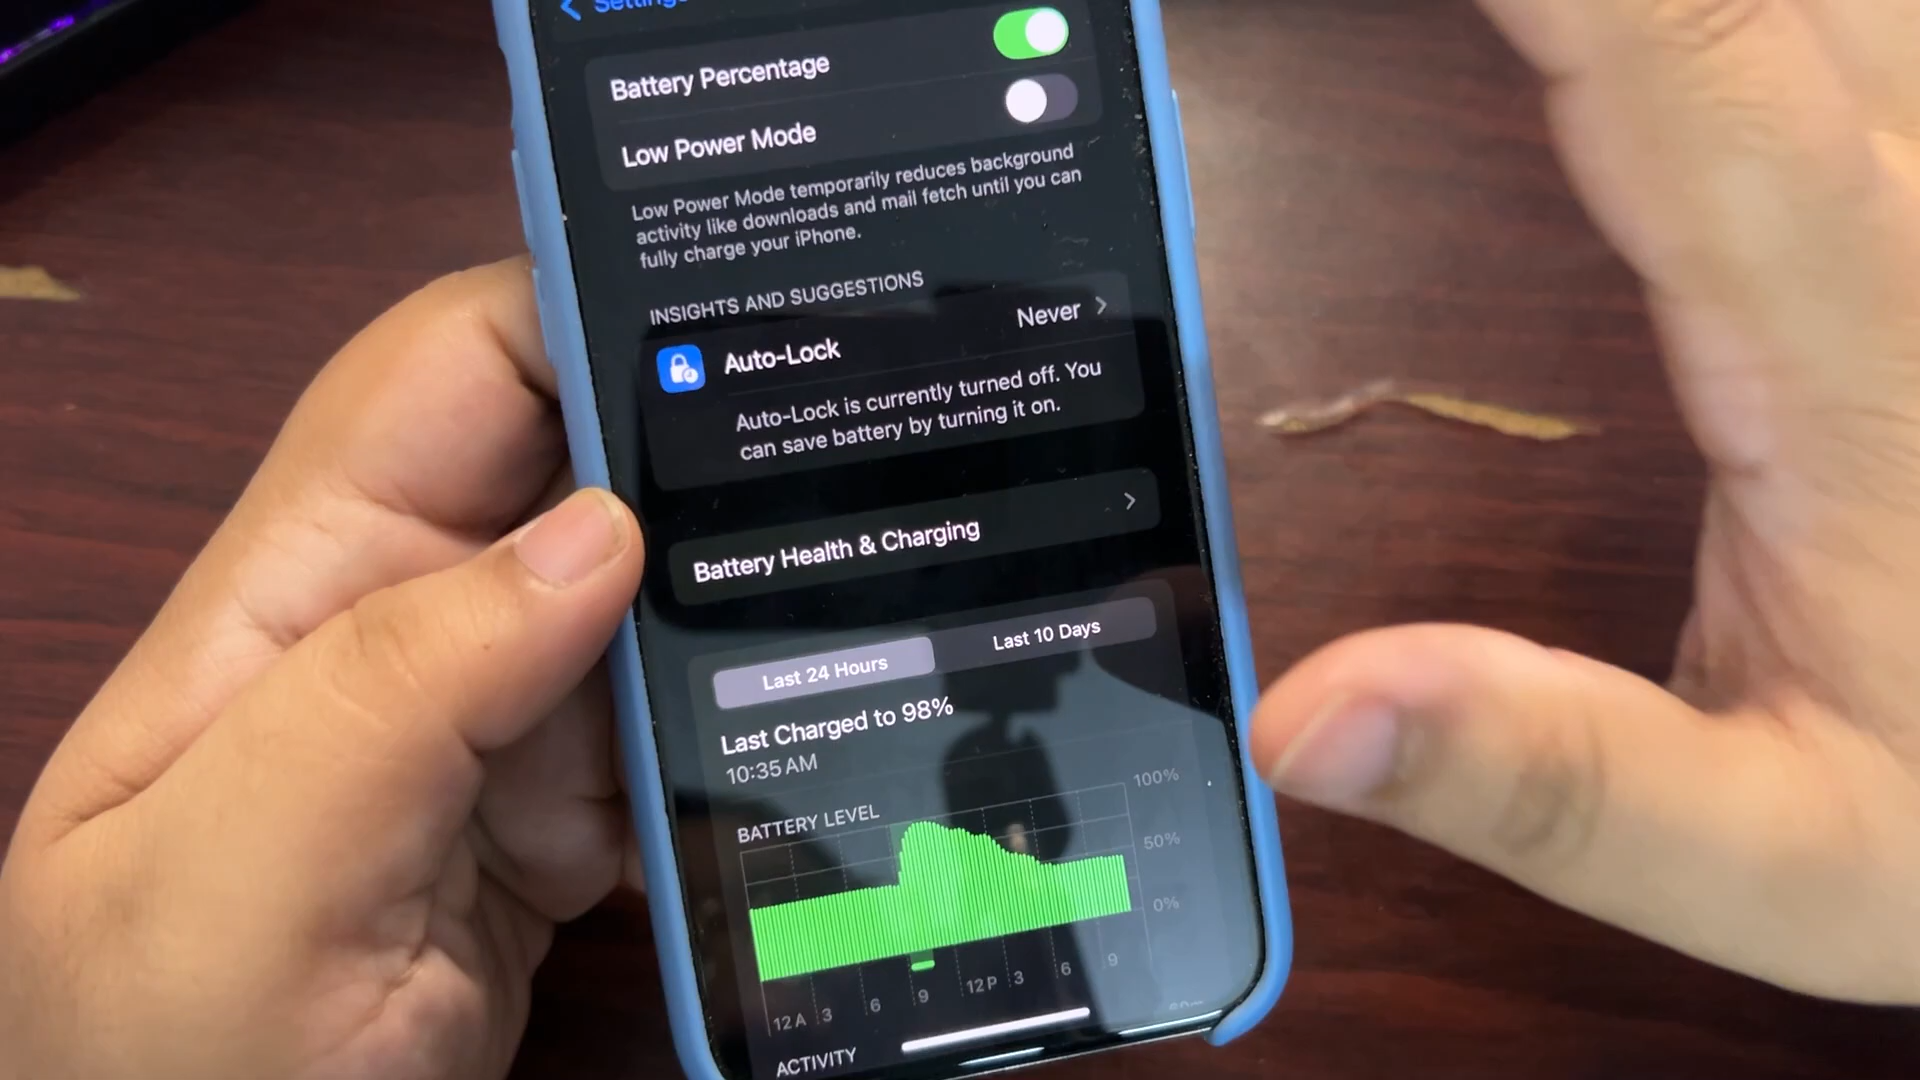 Settings
Battery Percentage
Low Power Mode
Low Power Mode temporarily reduces background
activity like downloads and mail fetch until you can
fully charge your iPhone.
INSIGHTS AND SUGGESTIONS
Auto-Lock
Never
Auto-Lock is currently turned off. You
can save battery by turning it on.
Battery Health & Charging
Last 24 Hours
Last 10 Days
Last Charged to 98%
10:35 AM
BATTERY LEVEL
100%
50%
0%
12 A 3 6 9 12 P 3 6 9
ACTIVITY